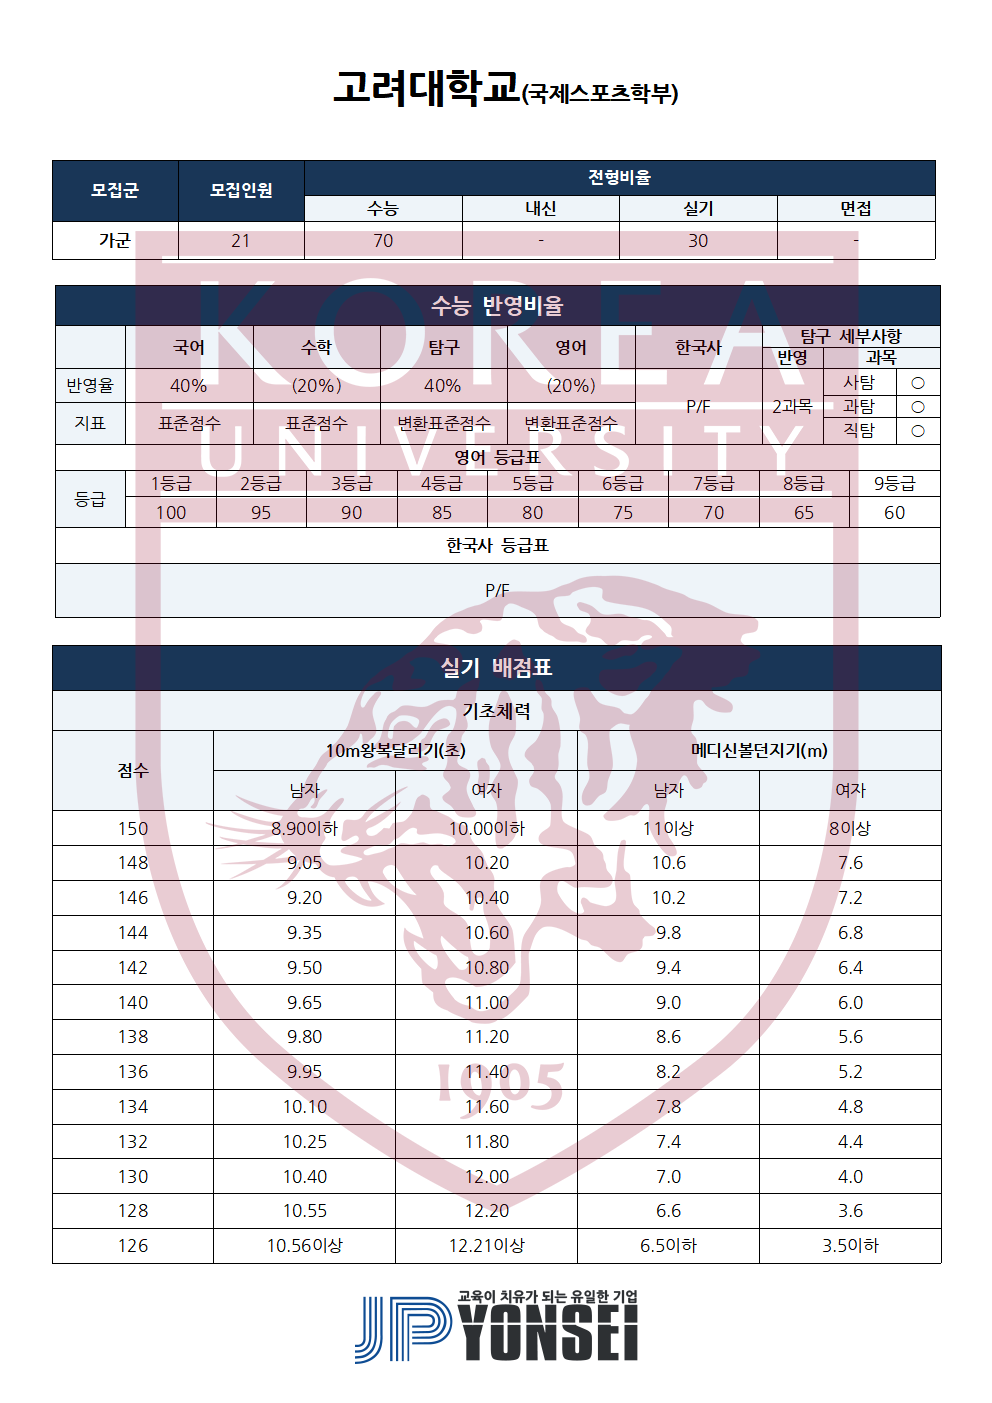 고려대학교(국제스포츠학부)
모집군 모집인원 전형비율
수능 내신 실기 면접
가군 21 70 - 30 -
수능 반영비율
국어 수학 탐구 영어 한국사 탐구 세부사항
반영 과목
반영율 40% (20%) 40% (20%) P/F 2과목 사탐 ○
과탐 ○
지표 표준점수 표준점수 변환표준점수 변환표준점수
직탐 ○
영어 등급표
등급 1등급 2등급 3등급 4등급 5등급 6등급 7등급 8등급 9등급
100 95 90 85 80 75 70 65 60
한국사 등급표
P/F
실기 배점표
기초체력
점수 10m왕복달리기(초) 메디신볼던지기(m)
남자 여자 남자 여자
150 8.90이하 10.00이하 11이상 8이상
148 9.05 10.20 10.6 7.6
146 9.20 10.40 10.2 7.2
144 9.35 10.60 9.8 6.8
142 9.50 10.80 9.4 6.4
140 9.65 11.00 9.0 6.0
138 9.80 11.20 8.6 5.6
136 9.95 11.40 8.2 5.2
134 10.10 11.60 7.8 4.8
132 10.25 11.80 7.4 4.4
130 10.40 12.00 7.0 4.0
128 10.55 12.20 6.6 3.6
126 10.56이상 12.21이상 6.5이하 3.5이하
KOREA
UNIVERSITY
1905
교육이 치유가 되는 유일한 기업
JP YONSEI